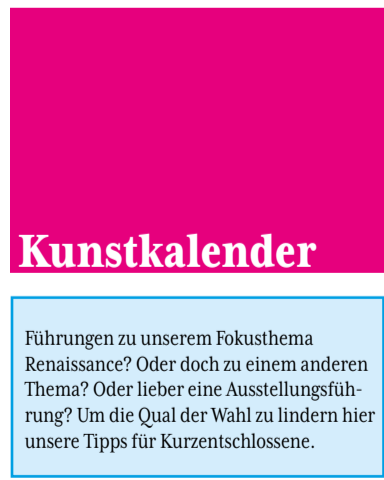 Kunstkalender
Führungen zu unserem Fokusthema
Renaissance? Oder doch zu einem anderen
Thema? Oder lieber eine Ausstellungsfüh-
rung? Um die Qual der Wahl zu lindern hier
unsere Tipps für Kurzentschlossene.